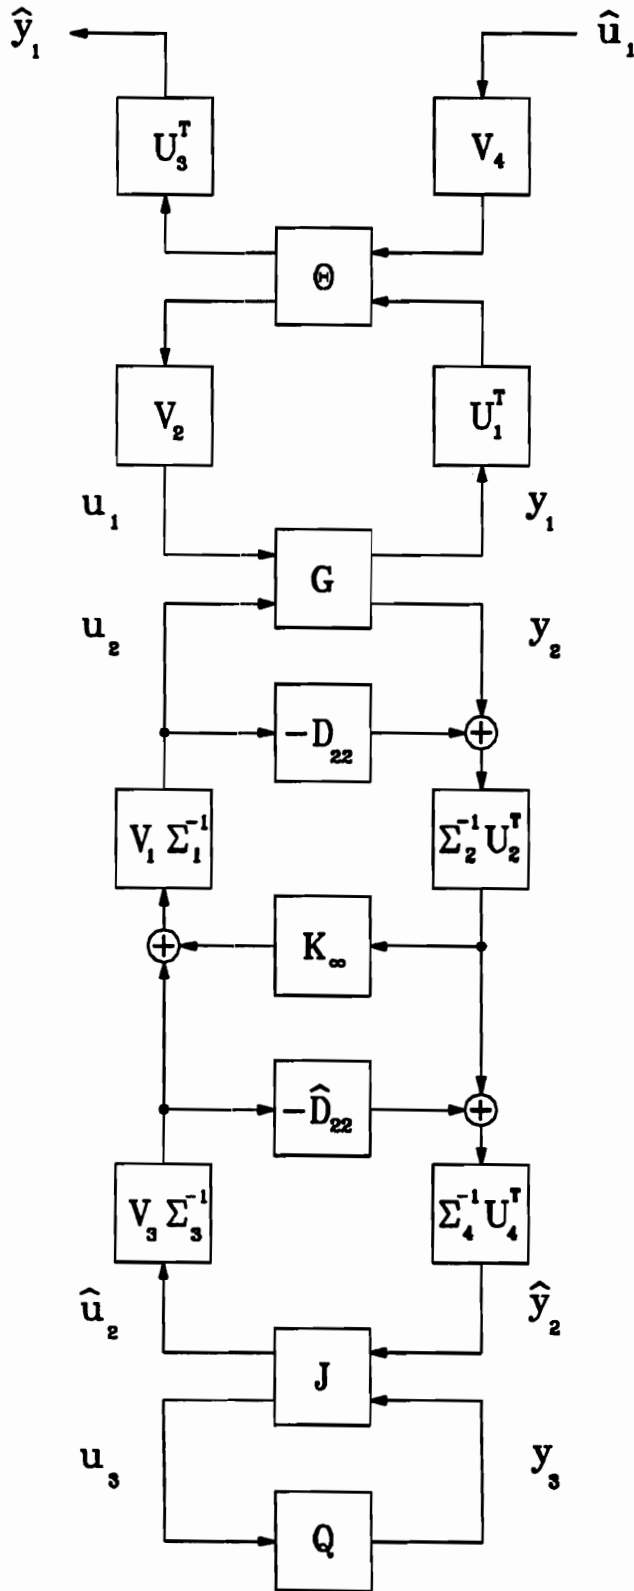 ŷ₁ û₁
U₃ᵀ V₄
Θ
V₂ U₁ᵀ
u₁ y₁
G
u₂ y₂
−D₂₂ +
V₁ Σ₁⁻¹ Σ₂⁻¹ U₂ᵀ
+ K∞
−D̂₂₂ +
V₃ Σ₃⁻¹ Σ₄⁻¹ U₄ᵀ
û₂ ŷ₂
J
u₃ y₃
Q